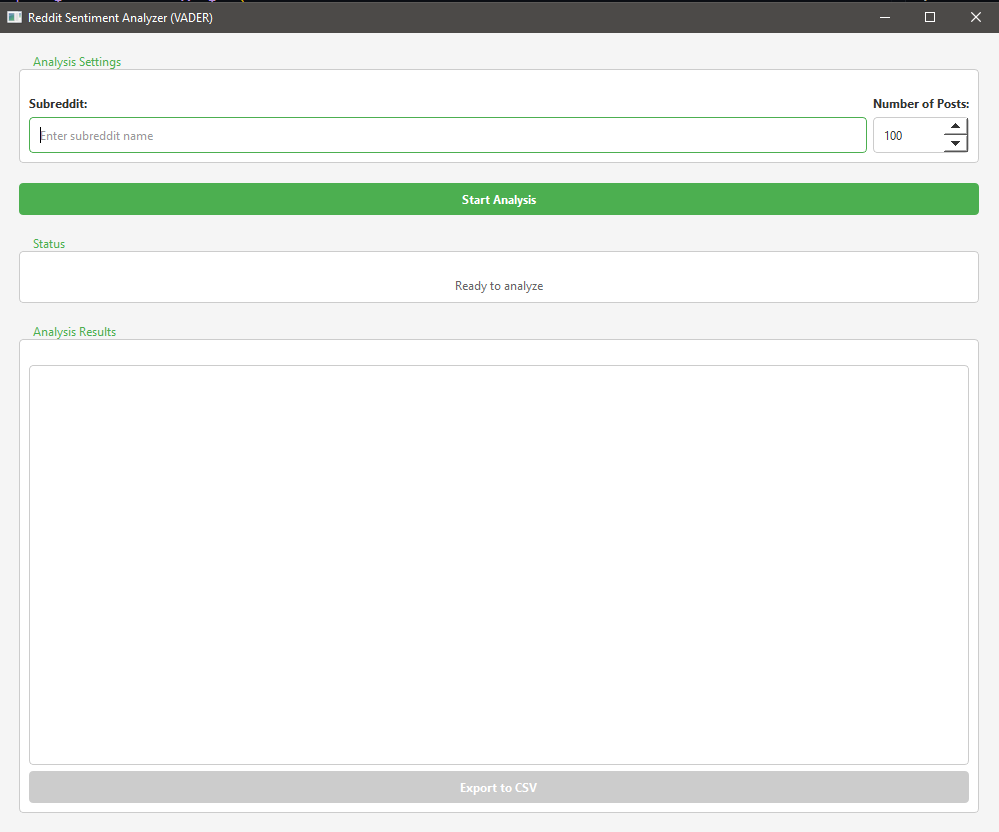 Reddit Sentiment Analyzer (VADER)
Analysis Settings
Subreddit:
Number of Posts:
Enter subreddit name
100
Start Analysis
Status
Ready to analyze
Analysis Results
Export to CSV